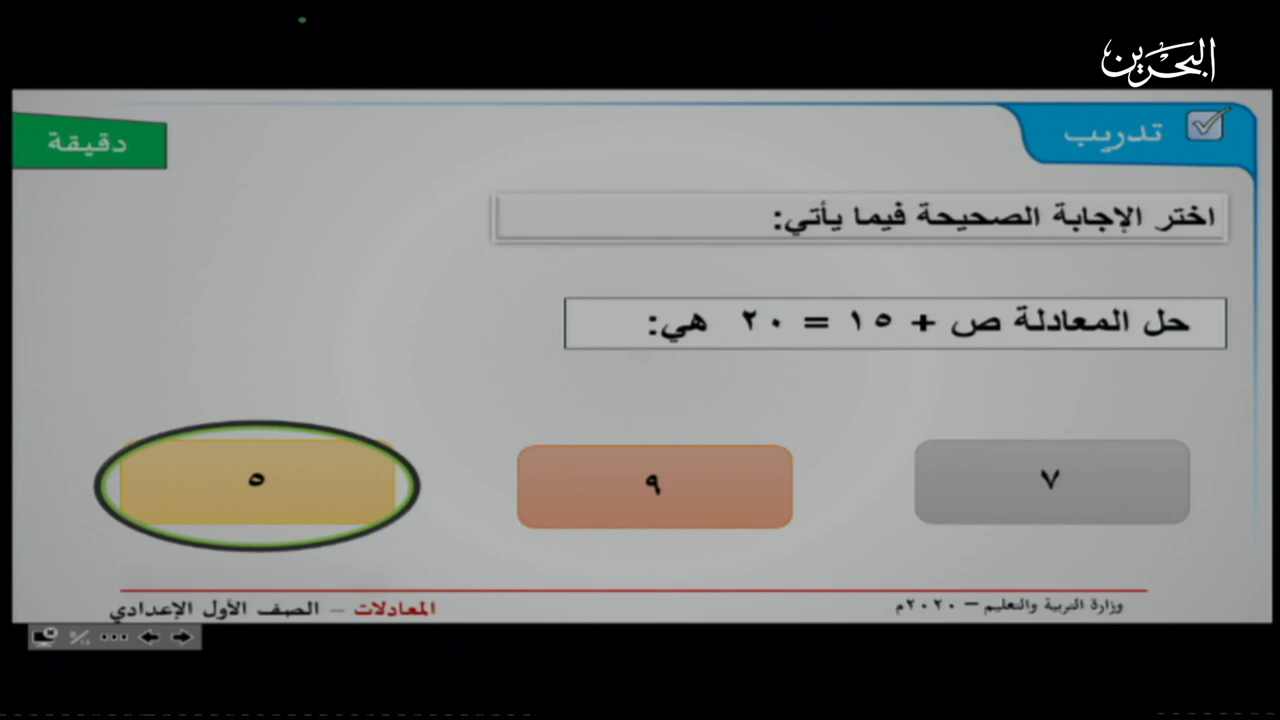 البحرين
تدريب
دقيقة
اختر الإجابة الصحيحة فيما يأتي:
حل المعادلة ص + ١٥ = ٢٠ هي:
٧
٩
٥
وزارة التربية والتعليم – ٢٠٢٠م
المعادلات – الصف الأول الإعدادي